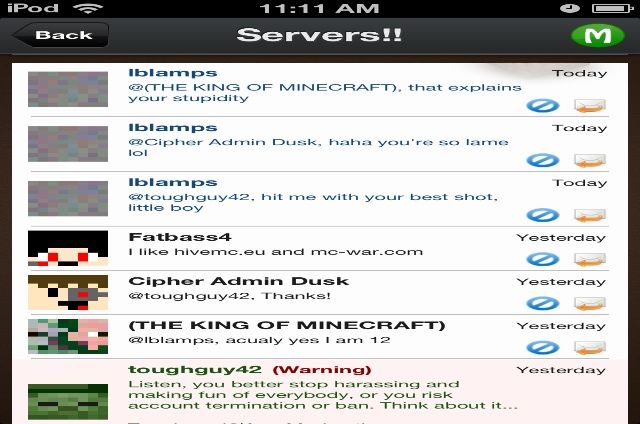 iPod 11:11 AM
Back Servers!! M
lblamps Today
@(THE KING OF MINECRAFT), that explains
your stupidity
lblamps Today
@Cipher Admin Dusk, haha you're so lame
lol
lblamps Today
@toughguy42, hit me with your best shot,
little boy
Fatbass4 Yesterday
I like hivemc.eu and mc-war.com
Cipher Admin Dusk Yesterday
@toughguy42, Thanks!
(THE KING OF MINECRAFT) Yesterday
@lblamps, acualy yes I am 12
toughguy42 (Warning) Yesterday
Listen, you better stop harassing and
making fun of everybody, or you risk
account termination or ban. Think about it...